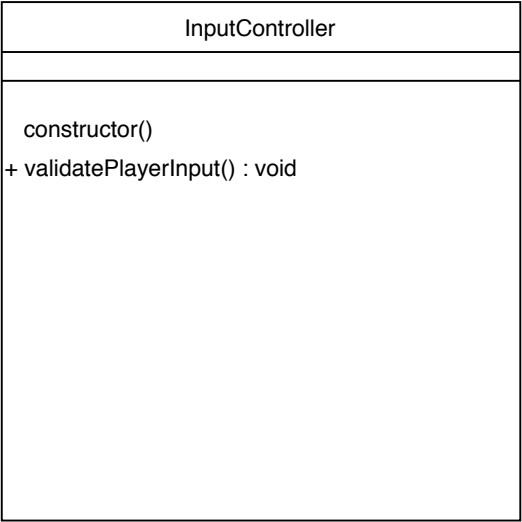 InputController
constructor()
+ validatePlayerInput() : void